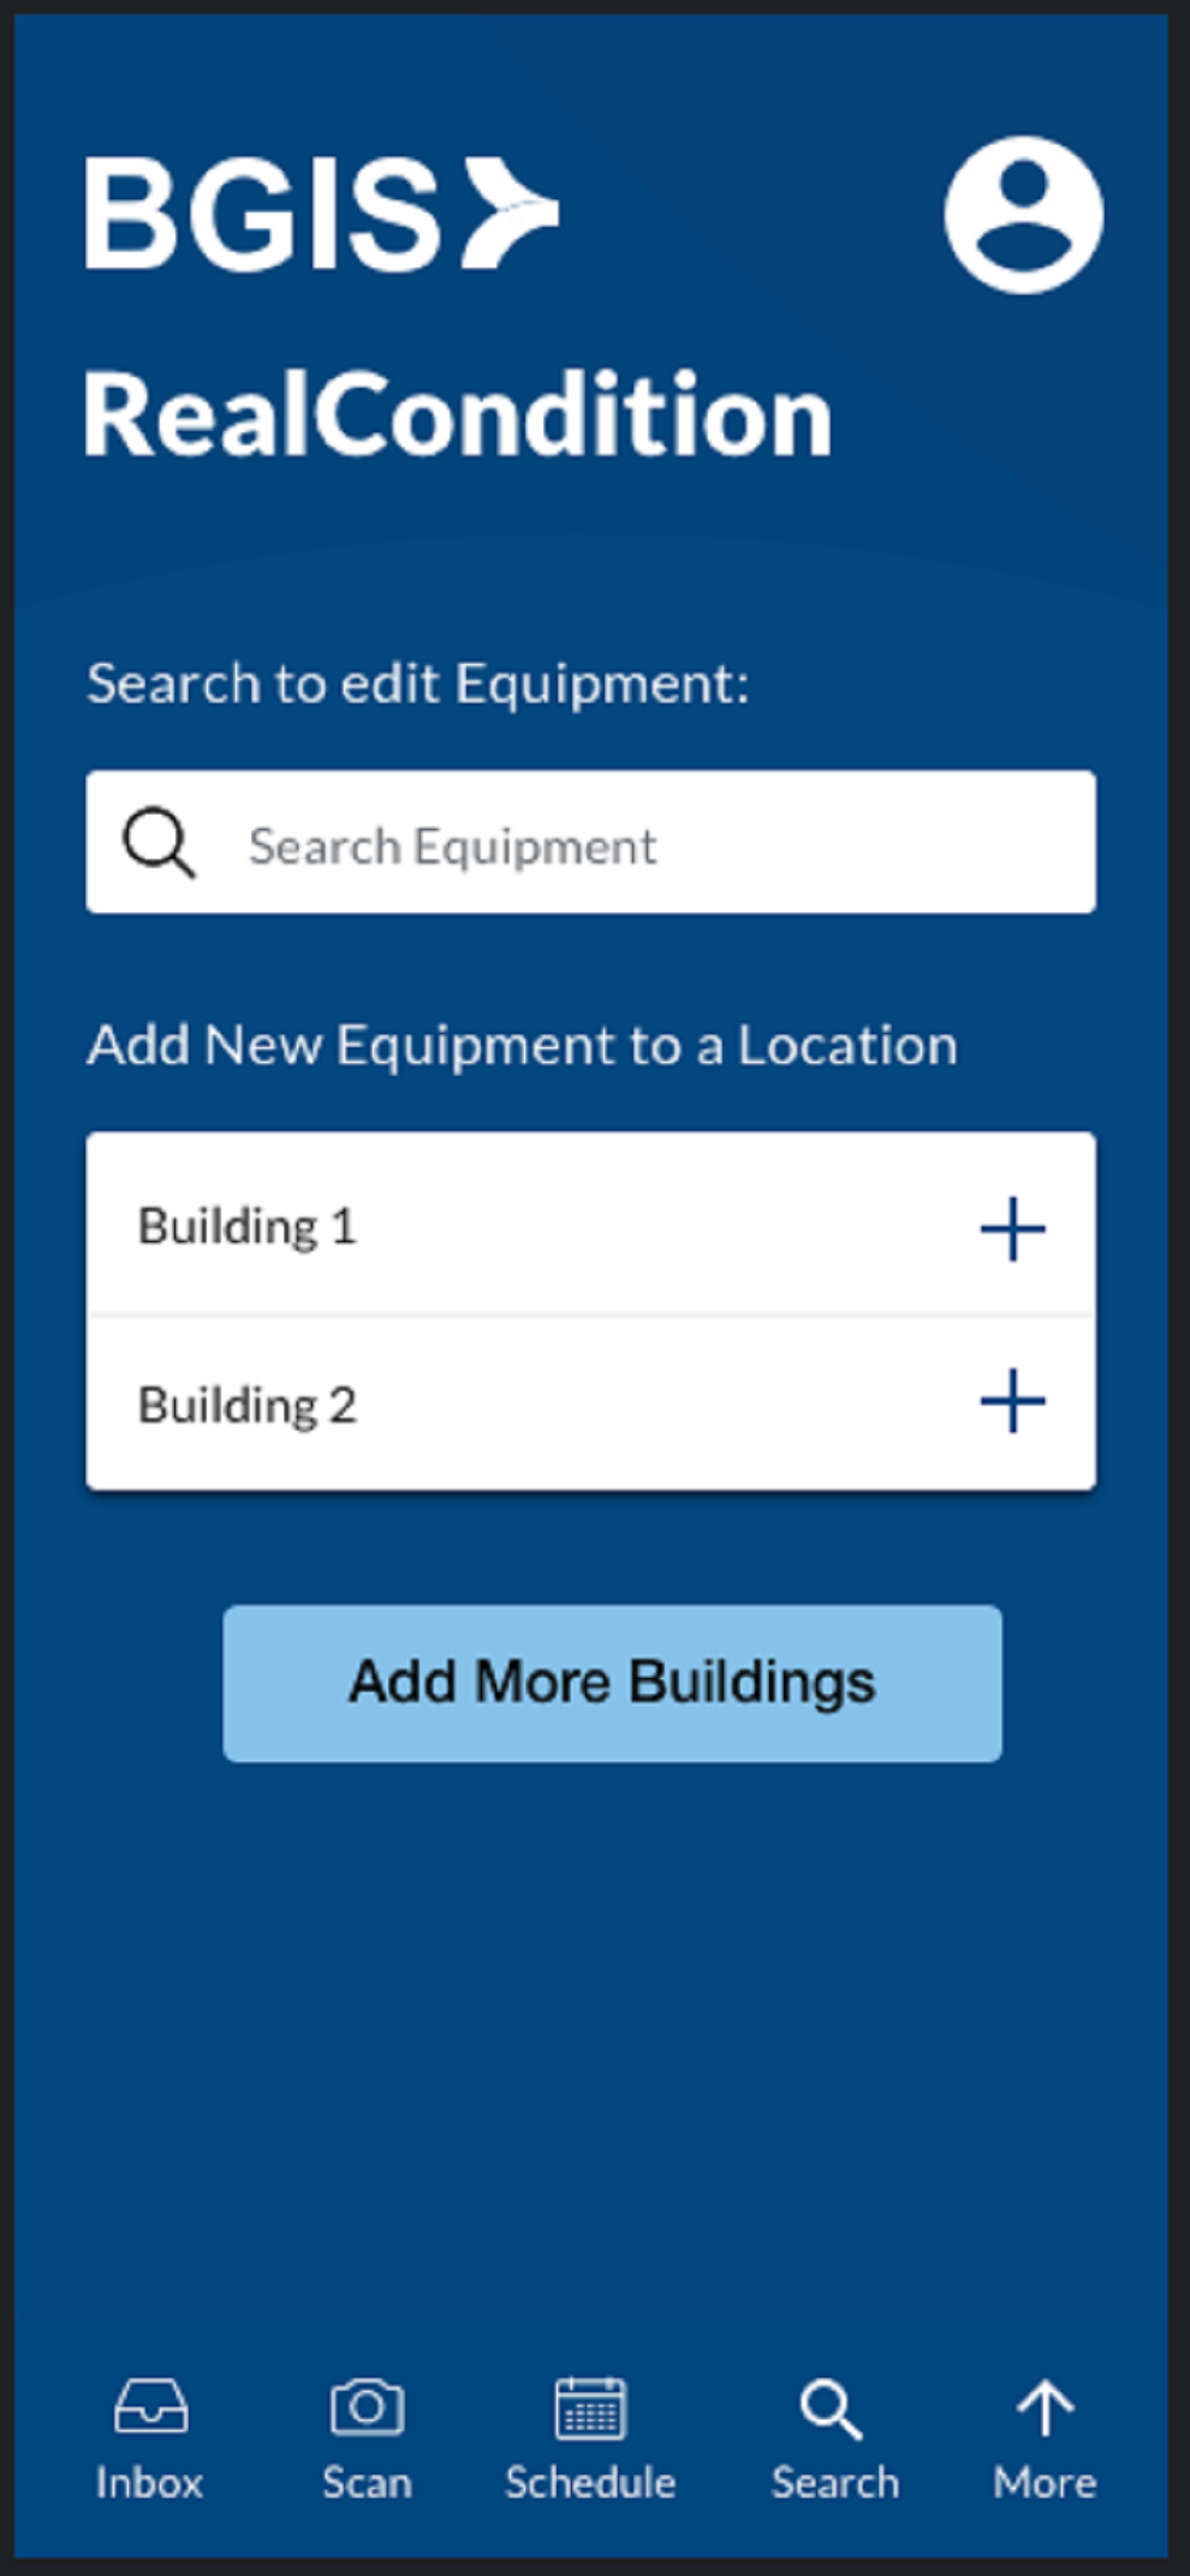 BGIS
RealCondition
Search to edit Equipment:
Search Equipment
Add New Equipment to a Location
Building 1
Building 2
Add More Buildings
Inbox Scan Schedule Search More